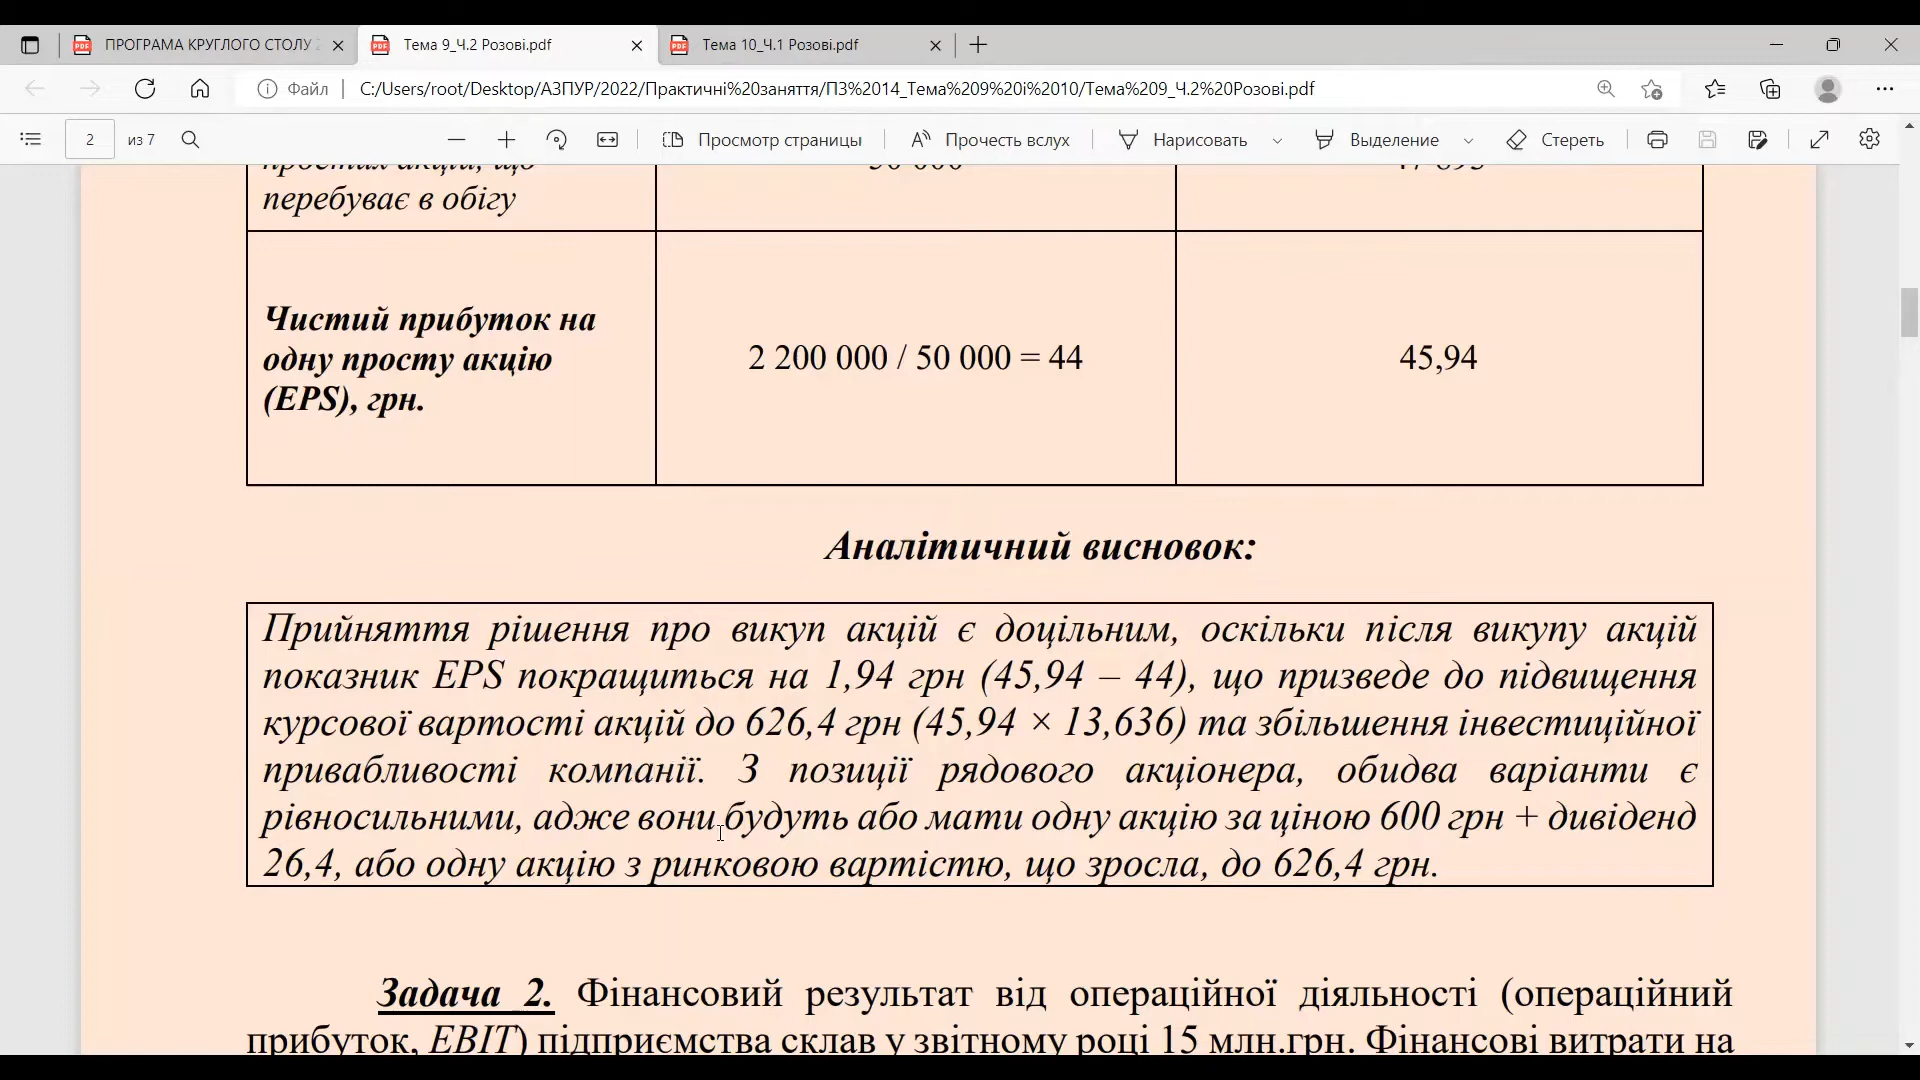 ПРОГРАМА КРУГЛОГО СТОЛУ
Тема 9_Ч.2 Розові.pdf
Тема 10_Ч.1 Розові.pdf
Файл
C:/Users/root/Desktop/АЗПУР/2022/Практичні%20заняття/ПЗ%2014_Тема%209%20і%2010/Тема%209_Ч.2%20Розові.pdf
2 из 7
Просмотр страницы
Прочесть вслух
Нарисовать
Выделение
Стереть
простих акцій, що
перебуває в обігу
50 000
47 893
Чистий прибуток на
одну просту акцію
(EPS), грн.
2 200 000 / 50 000 = 44
45,94
Аналітичний висновок:
Прийняття рішення про викуп акцій є доцільним, оскільки після викупу акцій
показник EPS покращиться на 1,94 грн (45,94 – 44), що призведе до підвищення
курсової вартості акцій до 626,4 грн (45,94 × 13,636) та збільшення інвестиційної
привабливості компанії. З позиції рядового акціонера, обидва варіанти є
рівносильними, адже вони будуть або мати одну акцію за ціною 600 грн + дивіденд
26,4, або одну акцію з ринковою вартістю, що зросла, до 626,4 грн.
Задача 2. Фінансовий результат від операційної діяльності (операційний
прибуток, EBIT) підприємства склав у звітному році 15 млн.грн. Фінансові витрати на